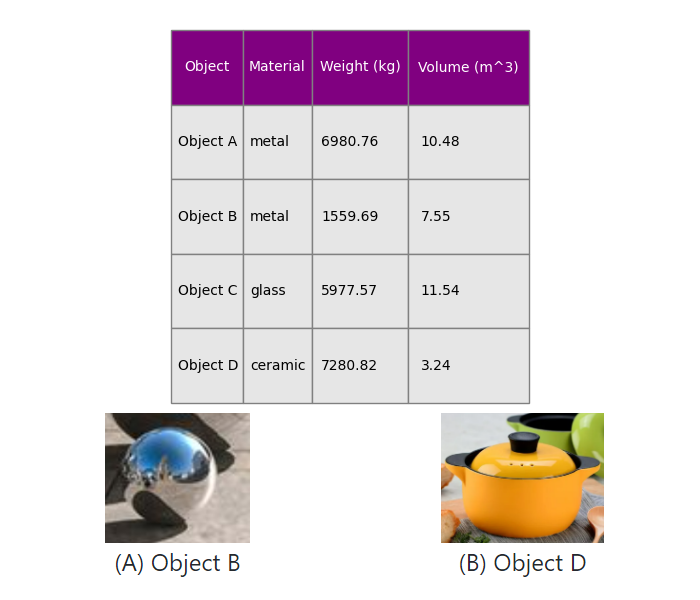 Object Material Weight (kg) Volume (m^3)
Object A metal 6980.76 10.48
Object B metal 1559.69 7.55
Object C glass 5977.57 11.54
Object D ceramic 7280.82 3.24
(A) Object B (B) Object D